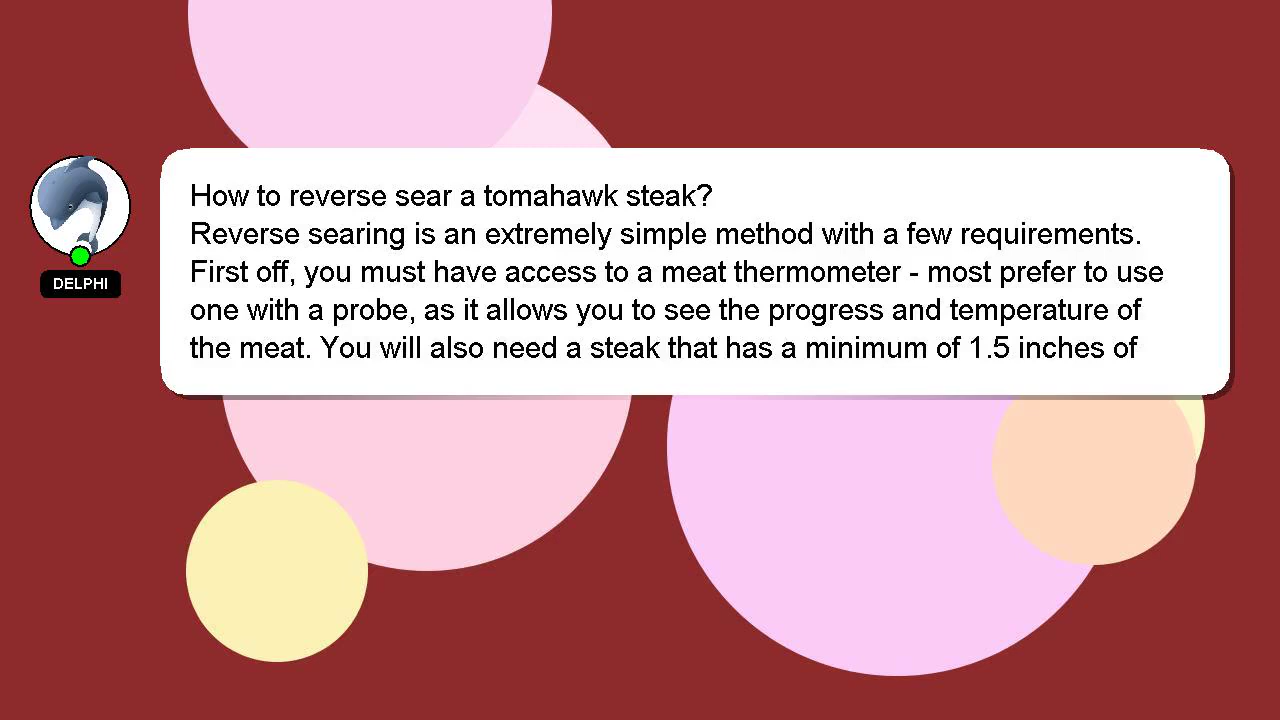 DELPHI
How to reverse sear a tomahawk steak?
Reverse searing is an extremely simple method with a few requirements.
First off, you must have access to a meat thermometer - most prefer to use
one with a probe, as it allows you to see the progress and temperature of
the meat. You will also need a steak that has a minimum of 1.5 inches of